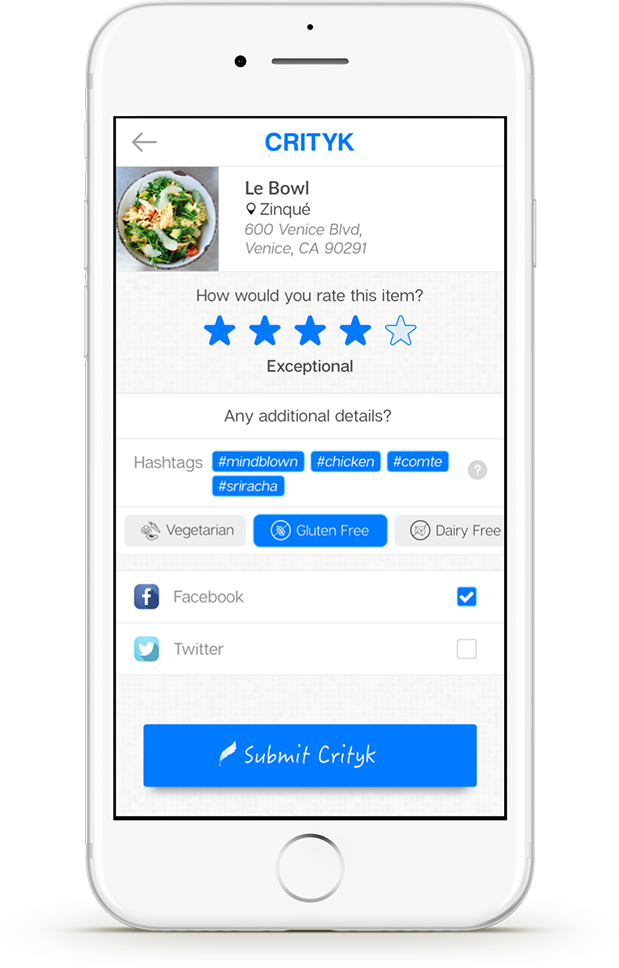 CRITYK
Le Bowl
Zinqué
600 Venice Blvd,
Venice, CA 90291
How would you rate this item?
Exceptional
Any additional details?
Hashtags #mindblown #chicken #comte ?
#sriracha
Vegetarian Gluten Free Dairy Free
f Facebook
Twitter
Submit Crityk